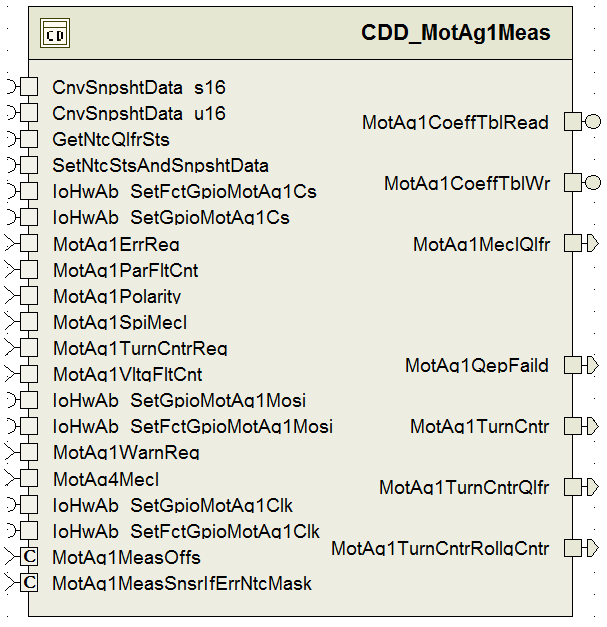 CD
CDD_MotAg1Meas
CnvSnpshtData_s16
CnvSnpshtData_u16
GetNtcQlfrSts
SetNtcStsAndSnpshtData
IoHwAb_SetFctGpioMotAg1Cs
IoHwAb_SetGpioMotAg1Cs
MotAg1ErrReg
MotAg1ParFltCnt
MotAg1Polarity
MotAg1SpiMecl
MotAg1TurnCntrReg
MotAg1VltgFltCnt
IoHwAb_SetGpioMotAg1Mosi
IoHwAb_SetFctGpioMotAg1Mosi
MotAg1WarnReg
MotAg4Mecl
IoHwAb_SetGpioMotAg1Clk
IoHwAb_SetFctGpioMotAg1Clk
C MotAg1MeasOffs
C MotAg1MeasSnsrIfErrNtcMask
MotAg1CoeffTblRead
MotAg1CoeffTblWr
MotAg1MeclQlfr
MotAg1QepFaild
MotAg1TurnCntr
MotAg1TurnCntrQlfr
MotAg1TurnCntrRollgCntr